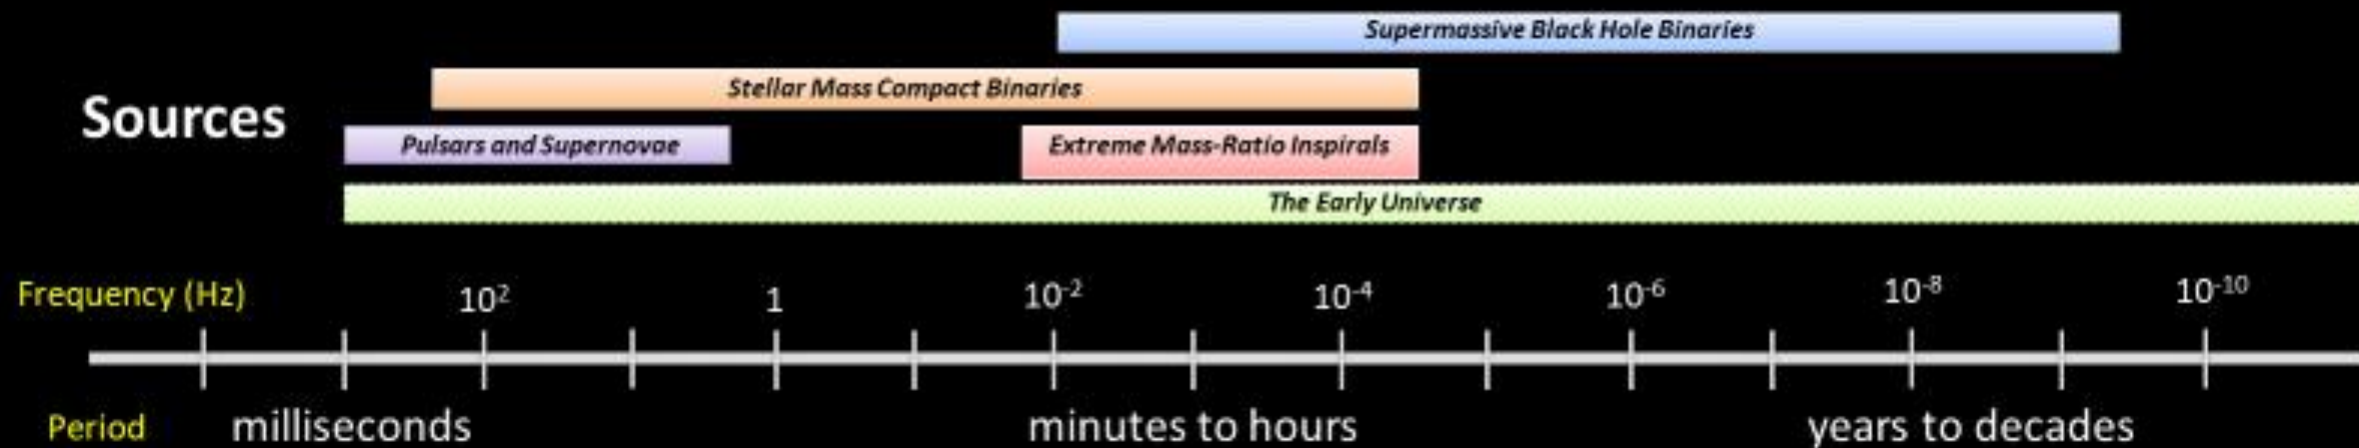 Supermassive Black Hole Binaries
Stellar Mass Compact Binaries
Sources
Pulsars and Supernovae Extreme Mass-Ratio Inspirals
The Early Universe
Frequency (Hz) 10² 1 10⁻² 10⁻⁴ 10⁻⁶ 10⁻⁸ 10⁻¹⁰
Period milliseconds minutes to hours years to decades